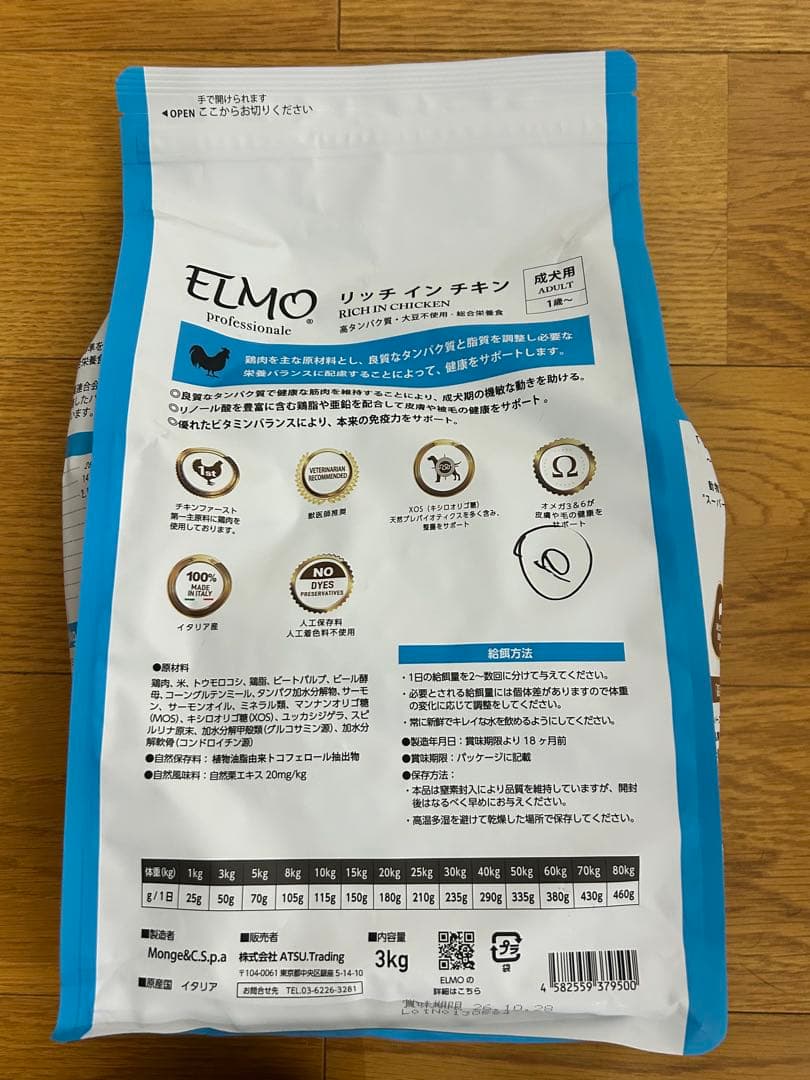 手で開けられます
◀OPEN ここからお切りください
ELMO®
professionale
リッチ イン チキン
RICH IN CHICKEN
高タンパク質・大豆不使用・総合栄養食
成犬用
ADULT
1歳〜
鶏肉を主な原材料とし、良質なタンパク質と脂質を調整し必要な
栄養バランスに配慮することによって、健康をサポートします。
◎良質なタンパク質で健康な筋肉を維持することにより、成犬期の機敏な動きを助ける。
◎リノール酸を豊富に含む鶏脂や亜鉛を配合して皮膚や被毛の健康をサポート。
◎優れたビタミンバランスにより、本来の免疫力をサポート。
1st
チキンファースト
第一主原料に鶏肉を
使用しております。
VETERINARIAN
RECOMMENDED
獣医師推奨
XOS
XOS(キシロオリゴ糖)
天然プレバイオティクスを多く含み、
整腸をサポート
Ω
オメガ3&6が
皮膚や毛の健康を
サポート
100%
MADE
IN ITALY
イタリア産
NO
DYES
PRESERVATIVES
人工保存料
人工着色料不使用
●原材料
鶏肉、米、トウモロコシ、鶏脂、ビートパルプ、ビール酵
母、コーングルテンミール、タンパク加水分解物、サーモ
ン、サーモンオイル、ミネラル類、マンナンオリゴ糖
(MOS)、キシロオリゴ糖(XOS)、ユッカシジゲラ、スピ
ルリナ原末、加水分解甲殻類(グルコサミン源)、加水分
解軟骨(コンドロイチン源)
●自然保存料：植物油脂由来トコフェロール抽出物
●自然風味料：自然栗エキス 20mg/kg
給餌方法
・1日の給餌量を2〜数回に分けて与えてください。
・必要とされる給餌量には個体差がありますので体重
の変化に応じて調整をしてください。
・常に新鮮でキレイな水を飲めるようにしてください。
●製造年月日：賞味期限より 18 ヶ月前
●賞味期限：パッケージに記載
●保存方法：
・本品は窒素封入により品質を維持していますが、開封
後はなるべく早めにお与えください。
・高温多湿を避けて乾燥した場所で保存してください。
体重(kg) 1kg 3kg 5kg 8kg 10kg 15kg 20kg 25kg 30kg 40kg 50kg 60kg 70kg 80kg
g/1日 25g 50g 70g 105g 115g 150g 180g 210g 235g 290g 335g 380g 430g 460g
■製造者
Monge&C.S.p.a
■原産国 イタリア
■販売者
株式会社 ATSU.Trading
〒104-0061 東京都中央区銀座 5-14-10
お問合せ先 TEL.03-6226-3281
■内容量
3kg
ELMO の
詳細はこちら
プラ
袋
4 582559 379500
賞味期限 26.10.28